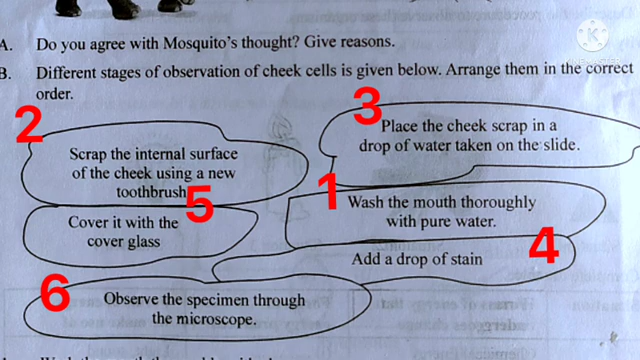 A. Do you agree with Mosquito's thought? Give reasons.
B. Different stages of observation of cheek cells is given below. Arrange them in the correct
order.
2
Scrap the internal surface
of the cheek using a new
toothbrush
3
Place the cheek scrap in a
drop of water taken on the slide.
1
Wash the mouth thoroughly
with pure water.
5
Cover it with the
cover glass
4
Add a drop of stain
6
Observe the specimen through
the microscope.